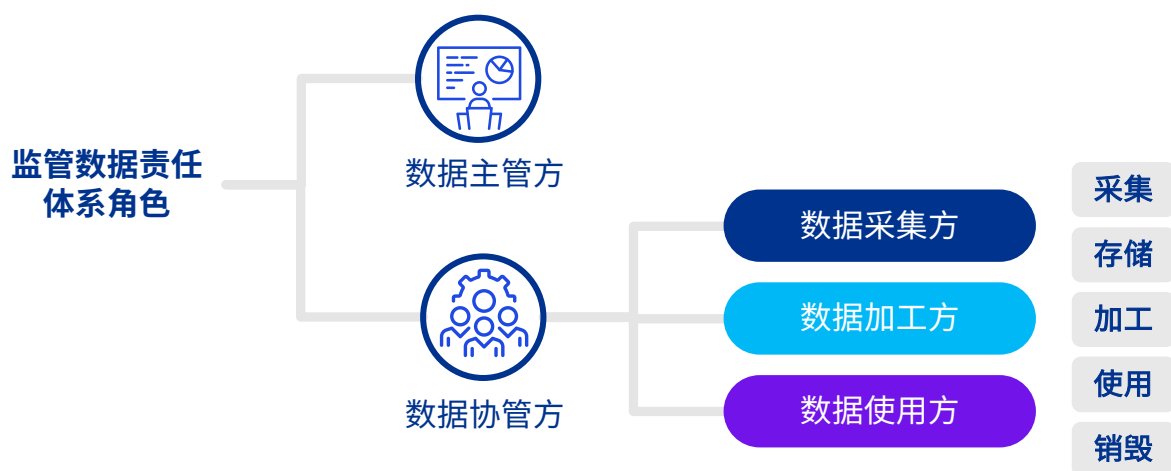 监管数据责任
体系角色
数据主管方
数据协管方
数据采集方
数据加工方
数据使用方
采集
存储
加工
使用
销毁